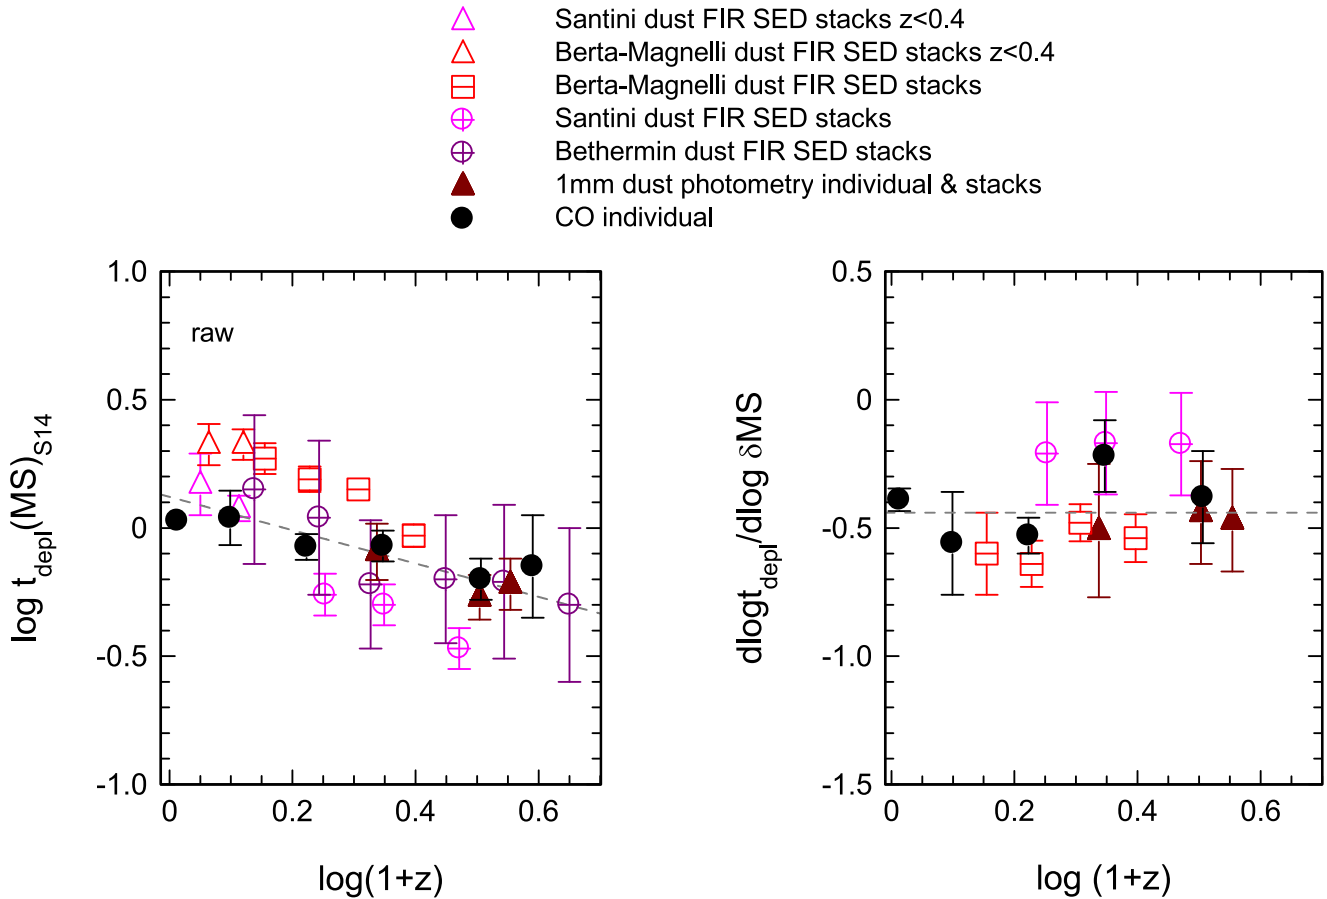 Santini dust FIR SED stacks z<0.4
Berta-Magnelli dust FIR SED stacks z<0.4
Berta-Magnelli dust FIR SED stacks
Santini dust FIR SED stacks
Bethermin dust FIR SED stacks
1mm dust photometry individual & stacks
CO individual
raw
log t_depl(MS)_S14
1.0
0.5
0
-0.5
-1.0
0
0.2
0.4
0.6
log(1+z)
dlogt_depl/dlog δMS
0.5
0
-0.5
-1.0
-1.5
0
0.2
0.4
0.6
log (1+z)